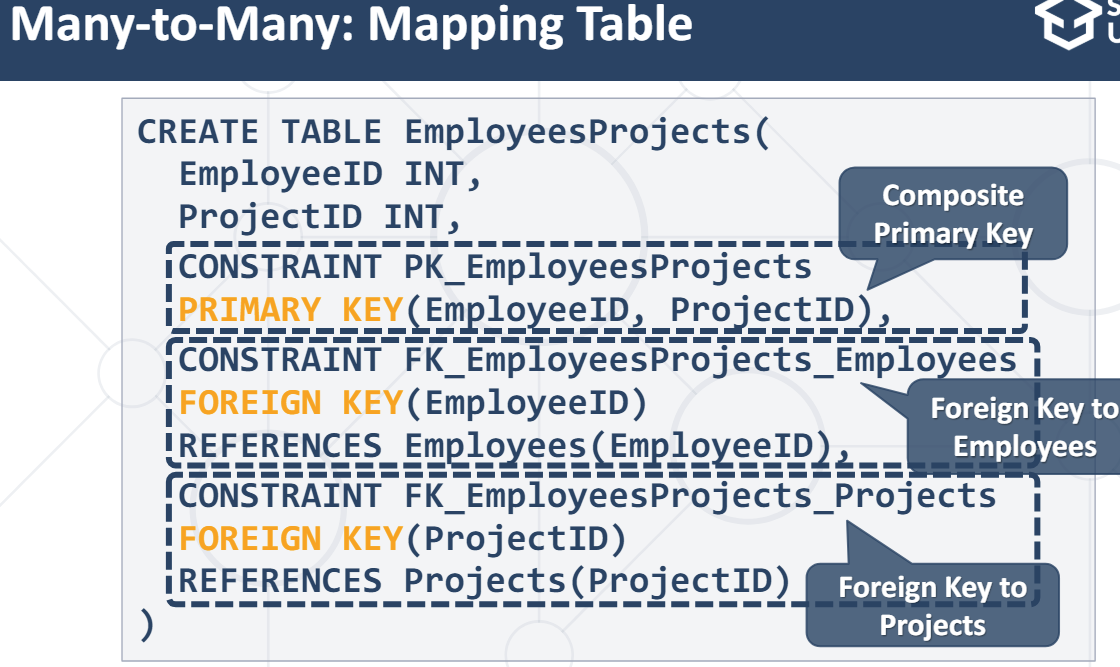 Many-to-Many: Mapping Table
CREATE TABLE EmployeesProjects(
EmployeeID INT,
ProjectID INT,
CONSTRAINT PK_EmployeesProjects
PRIMARY KEY(EmployeeID, ProjectID),
Composite
Primary Key
CONSTRAINT FK_EmployeesProjects_Employees
FOREIGN KEY(EmployeeID)
REFERENCES Employees(EmployeeID),
Foreign Key to
Employees
CONSTRAINT FK_EmployeesProjects_Projects
FOREIGN KEY(ProjectID)
REFERENCES Projects(ProjectID)
Foreign Key to
Projects
)